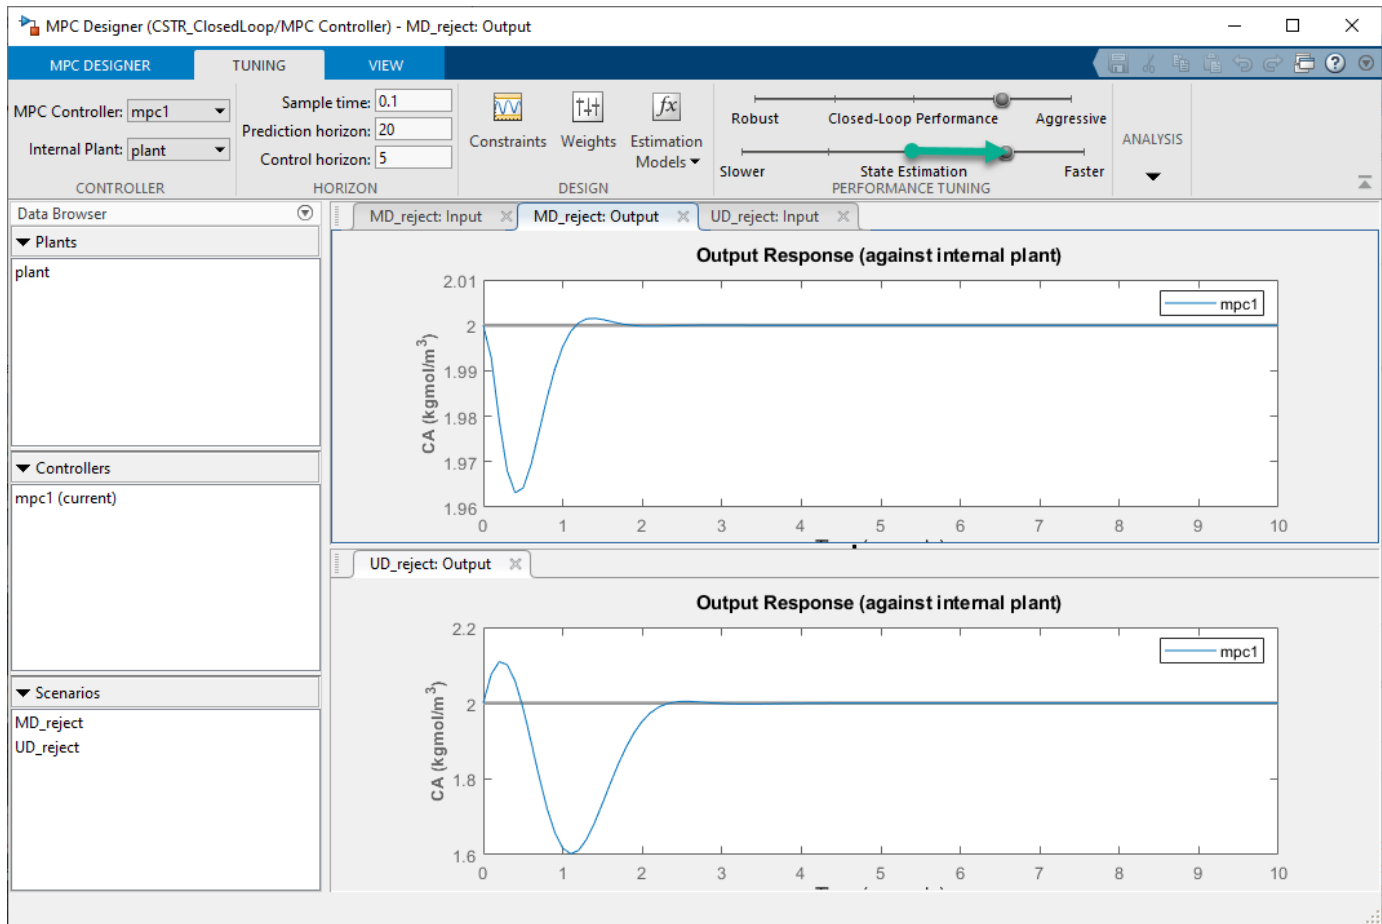 MPC Designer (CSTR_ClosedLoop/MPC Controller) - MD_reject: Output
MPC DESIGNER TUNING VIEW
MPC Controller: mpc1
Internal Plant: plant
CONTROLLER
Sample time: 0.1
Prediction horizon: 20
Control horizon: 5
HORIZON
Constraints Weights Estimation
Models
DESIGN
Robust Closed-Loop Performance Aggressive
Slower State Estimation Faster
PERFORMANCE TUNING
ANALYSIS
Data Browser
Plants
plant
Controllers
mpc1 (current)
Scenarios
MD_reject
UD_reject
MD_reject: Input MD_reject: Output UD_reject: Input
Output Response (against internal plant)
CA (kgmol/m³)
2.01
2
1.99
1.98
1.97
1.96
0 1 2 3 4 5 6 7 8 9 10
mpc1
UD_reject: Output
Output Response (against internal plant)
CA (kgmol/m³)
2.2
2
1.8
1.6
0 1 2 3 4 5 6 7 8 9 10
mpc1